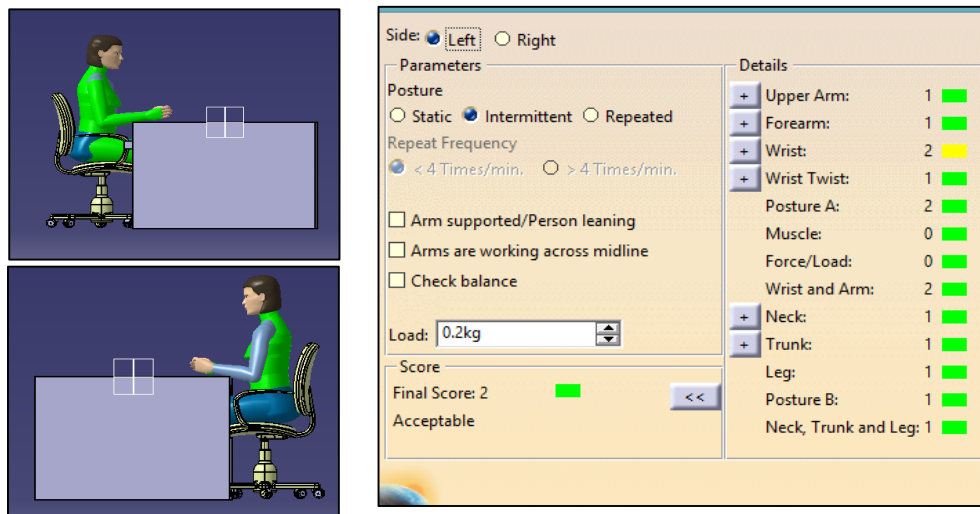 Side: Left Right
Parameters
Posture
Static Intermittent Repeated
Repeat Frequency
< 4 Times/min. > 4 Times/min.
Arm supported/Person leaning
Arms are working across midline
Check balance
Load: 0.2kg
Score
Final Score: 2
<<
Acceptable
Details
+ Upper Arm: 1
+ Forearm: 1
+ Wrist: 2
+ Wrist Twist: 1
Posture A: 2
Muscle: 0
Force/Load: 0
Wrist and Arm: 2
+ Neck: 1
+ Trunk: 1
Leg: 1
Posture B: 1
Neck, Trunk and Leg: 1